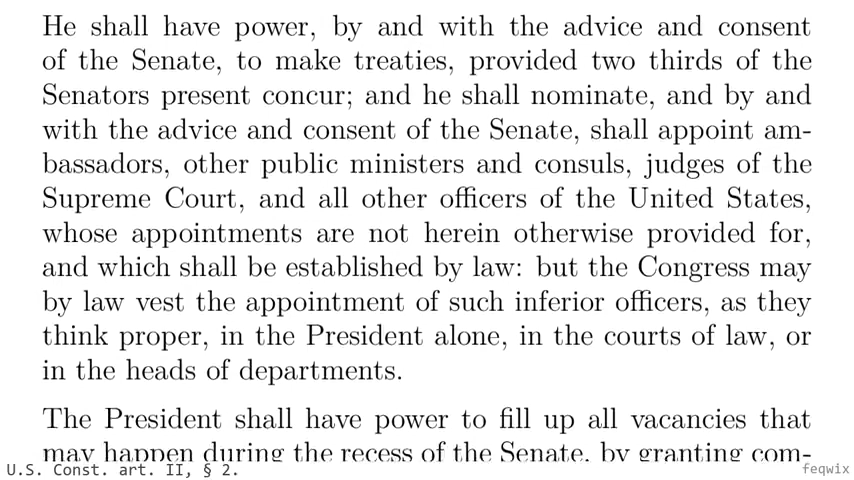 He shall have power, by and with the advice and consent
of the Senate, to make treaties, provided two thirds of the
Senators present concur; and he shall nominate, and by and
with the advice and consent of the Senate, shall appoint am-
bassadors, other public ministers and consuls, judges of the
Supreme Court, and all other officers of the United States,
whose appointments are not herein otherwise provided for,
and which shall be established by law: but the Congress may
by law vest the appointment of such inferior officers, as they
think proper, in the President alone, in the courts of law, or
in the heads of departments.
The President shall have power to fill up all vacancies that
may happen during the recess of the Senate, by granting com-
U.S. Const. art. II, § 2.
feqwix